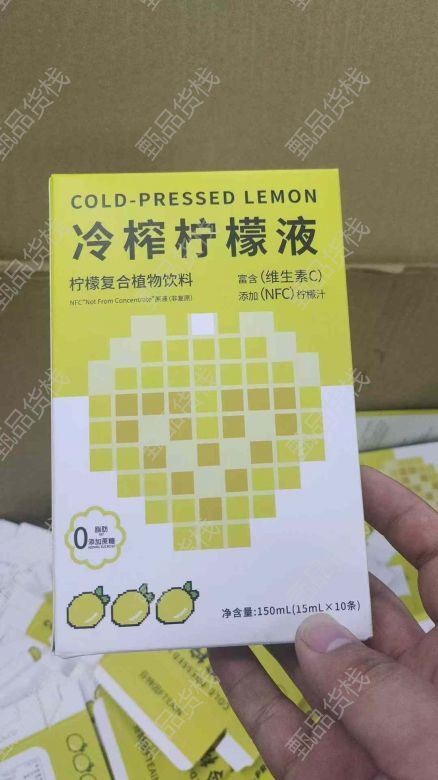 COLD-PRESSED LEMON
冷榨柠檬液
柠檬复合植物饮料
NFC"Not From Concentrate"蔗液(非复原)
富含(维生素C)
添加(NFC)柠檬汁
0
脂肪
添加蔗糖
净含量:150mL(15mL×10条)
甄品货栈